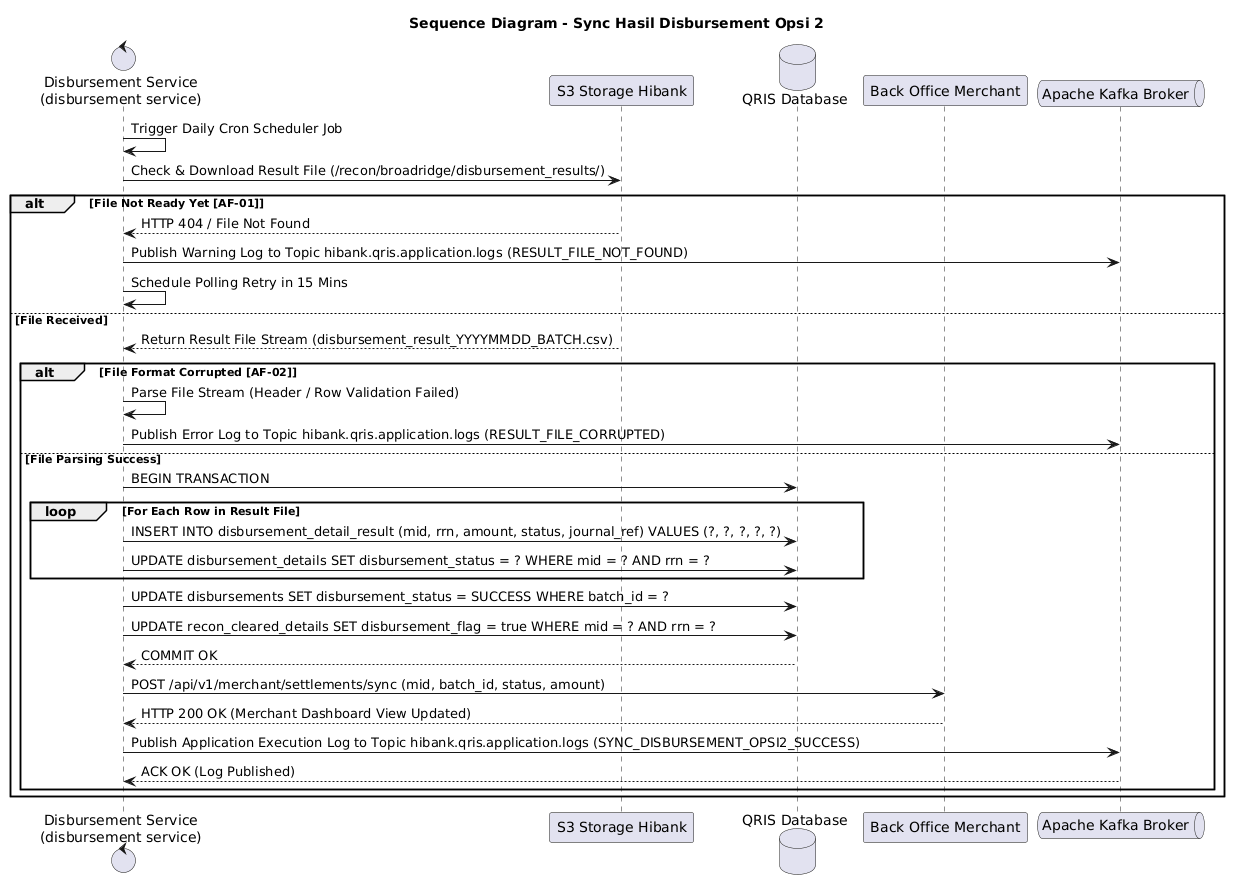 Sequence Diagram - Sync Hasil Disbursement Opsi 2
Disbursement Service
(disbursement service)
S3 Storage Hibank
QRIS Database
Back Office Merchant
Apache Kafka Broker
Trigger Daily Cron Scheduler Job
Check & Download Result File (/recon/broadridge/disbursement_results/)
alt
[File Not Ready Yet [AF-01]]
HTTP 404 / File Not Found
Publish Warning Log to Topic hibank.qris.application.logs (RESULT_FILE_NOT_FOUND)
Schedule Polling Retry in 15 Mins
[File Received]
Return Result File Stream (disbursement_result_YYYYMMDD_BATCH.csv)
alt
[File Format Corrupted [AF-02]]
Parse File Stream (Header / Row Validation Failed)
Publish Error Log to Topic hibank.qris.application.logs (RESULT_FILE_CORRUPTED)
[File Parsing Success]
BEGIN TRANSACTION
loop
[For Each Row in Result File]
INSERT INTO disbursement_detail_result (mid, rrn, amount, status, journal_ref) VALUES (?, ?, ?, ?, ?)
UPDATE disbursement_details SET disbursement_status = ? WHERE mid = ? AND rrn = ?
UPDATE disbursements SET disbursement_status = SUCCESS WHERE batch_id = ?
UPDATE recon_cleared_details SET disbursement_flag = true WHERE mid = ? AND rrn = ?
COMMIT OK
POST /api/v1/merchant/settlements/sync (mid, batch_id, status, amount)
HTTP 200 OK (Merchant Dashboard View Updated)
Publish Application Execution Log to Topic hibank.qris.application.logs (SYNC_DISBURSEMENT_OPSI2_SUCCESS)
ACK OK (Log Published)
Disbursement Service
(disbursement service)
S3 Storage Hibank
QRIS Database
Back Office Merchant
Apache Kafka Broker